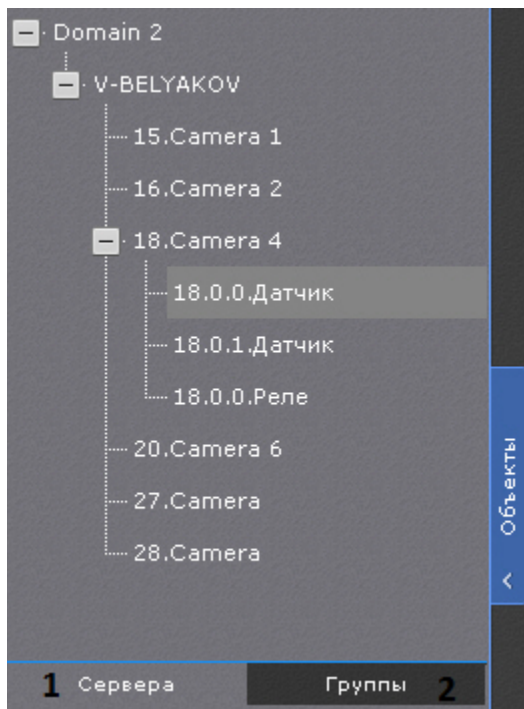 Domain 2
V-BELYAKOV
15.Camera 1
16.Camera 2
18.Camera 4
18.0.0.Датчик
18.0.1.Датчик
18.0.0.Реле
20.Camera 6
27.Camera
28.Camera
Объекты
1 Сервера
Группы 2